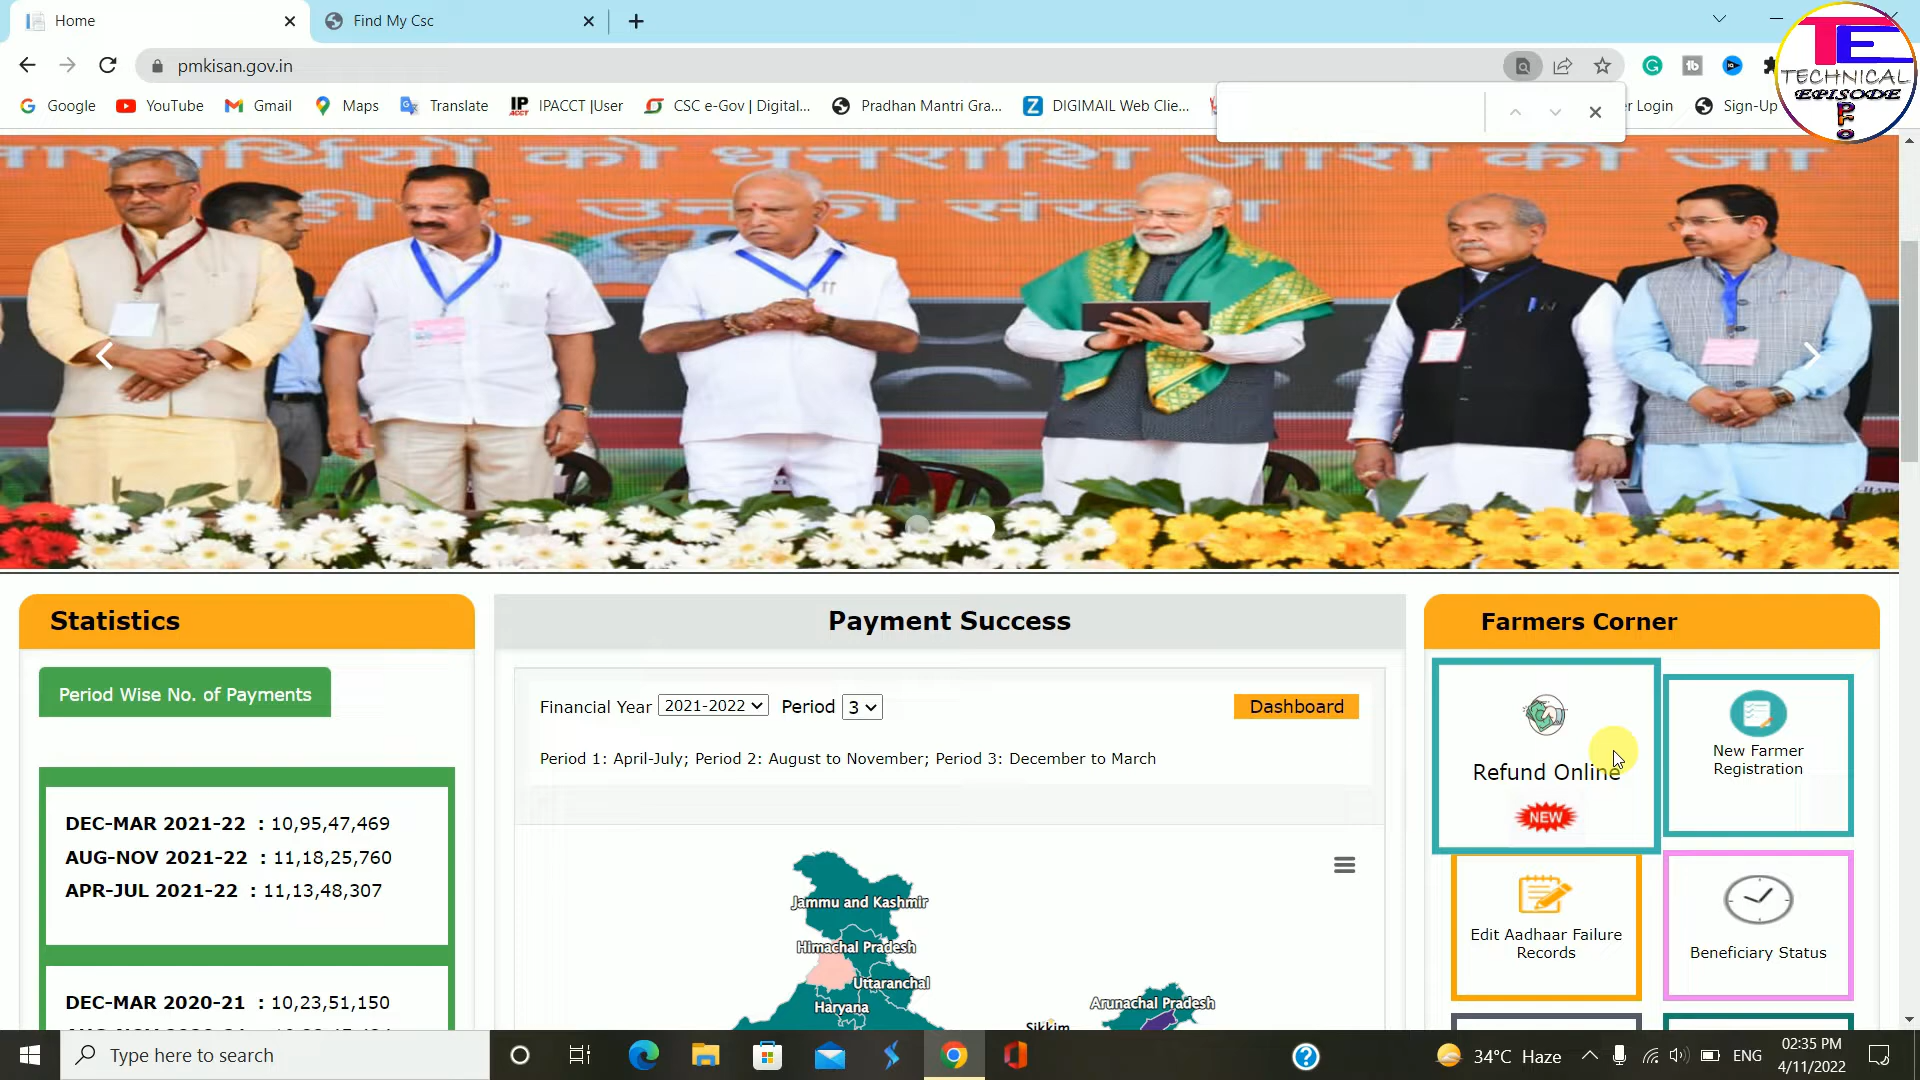 Home
Find My Csc
pmkisan.gov.in
TECHNICAL
EPISODE
Google
YouTube
Gmail
Maps
Translate
IPACCT |User
CSC e-Gov | Digital...
Pradhan Mantri Gra...
DIGIMAIL Web Clie...
Login
Sign-Up
को धनराशि जारी की जा
उनकी संख्या
Statistics
Payment Success
Farmers Corner
Period Wise No. of Payments
Financial Year 2021-2022 Period 3
Dashboard
Period 1: April-July; Period 2: August to November; Period 3: December to March
Refund Online
NEW
New Farmer
Registration
DEC-MAR 2021-22 : 10,95,47,469
AUG-NOV 2021-22 : 11,18,25,760
APR-JUL 2021-22 : 11,13,48,307
Jammu and Kashmir
Himachal Pradesh
Uttaranchal
Haryana
Arunachal Pradesh
Sikkim
Edit Aadhaar Failure
Records
Beneficiary Status
DEC-MAR 2020-21 : 10,23,51,150
Type here to search
34°C Haze
ENG
02:35 PM
4/11/2022